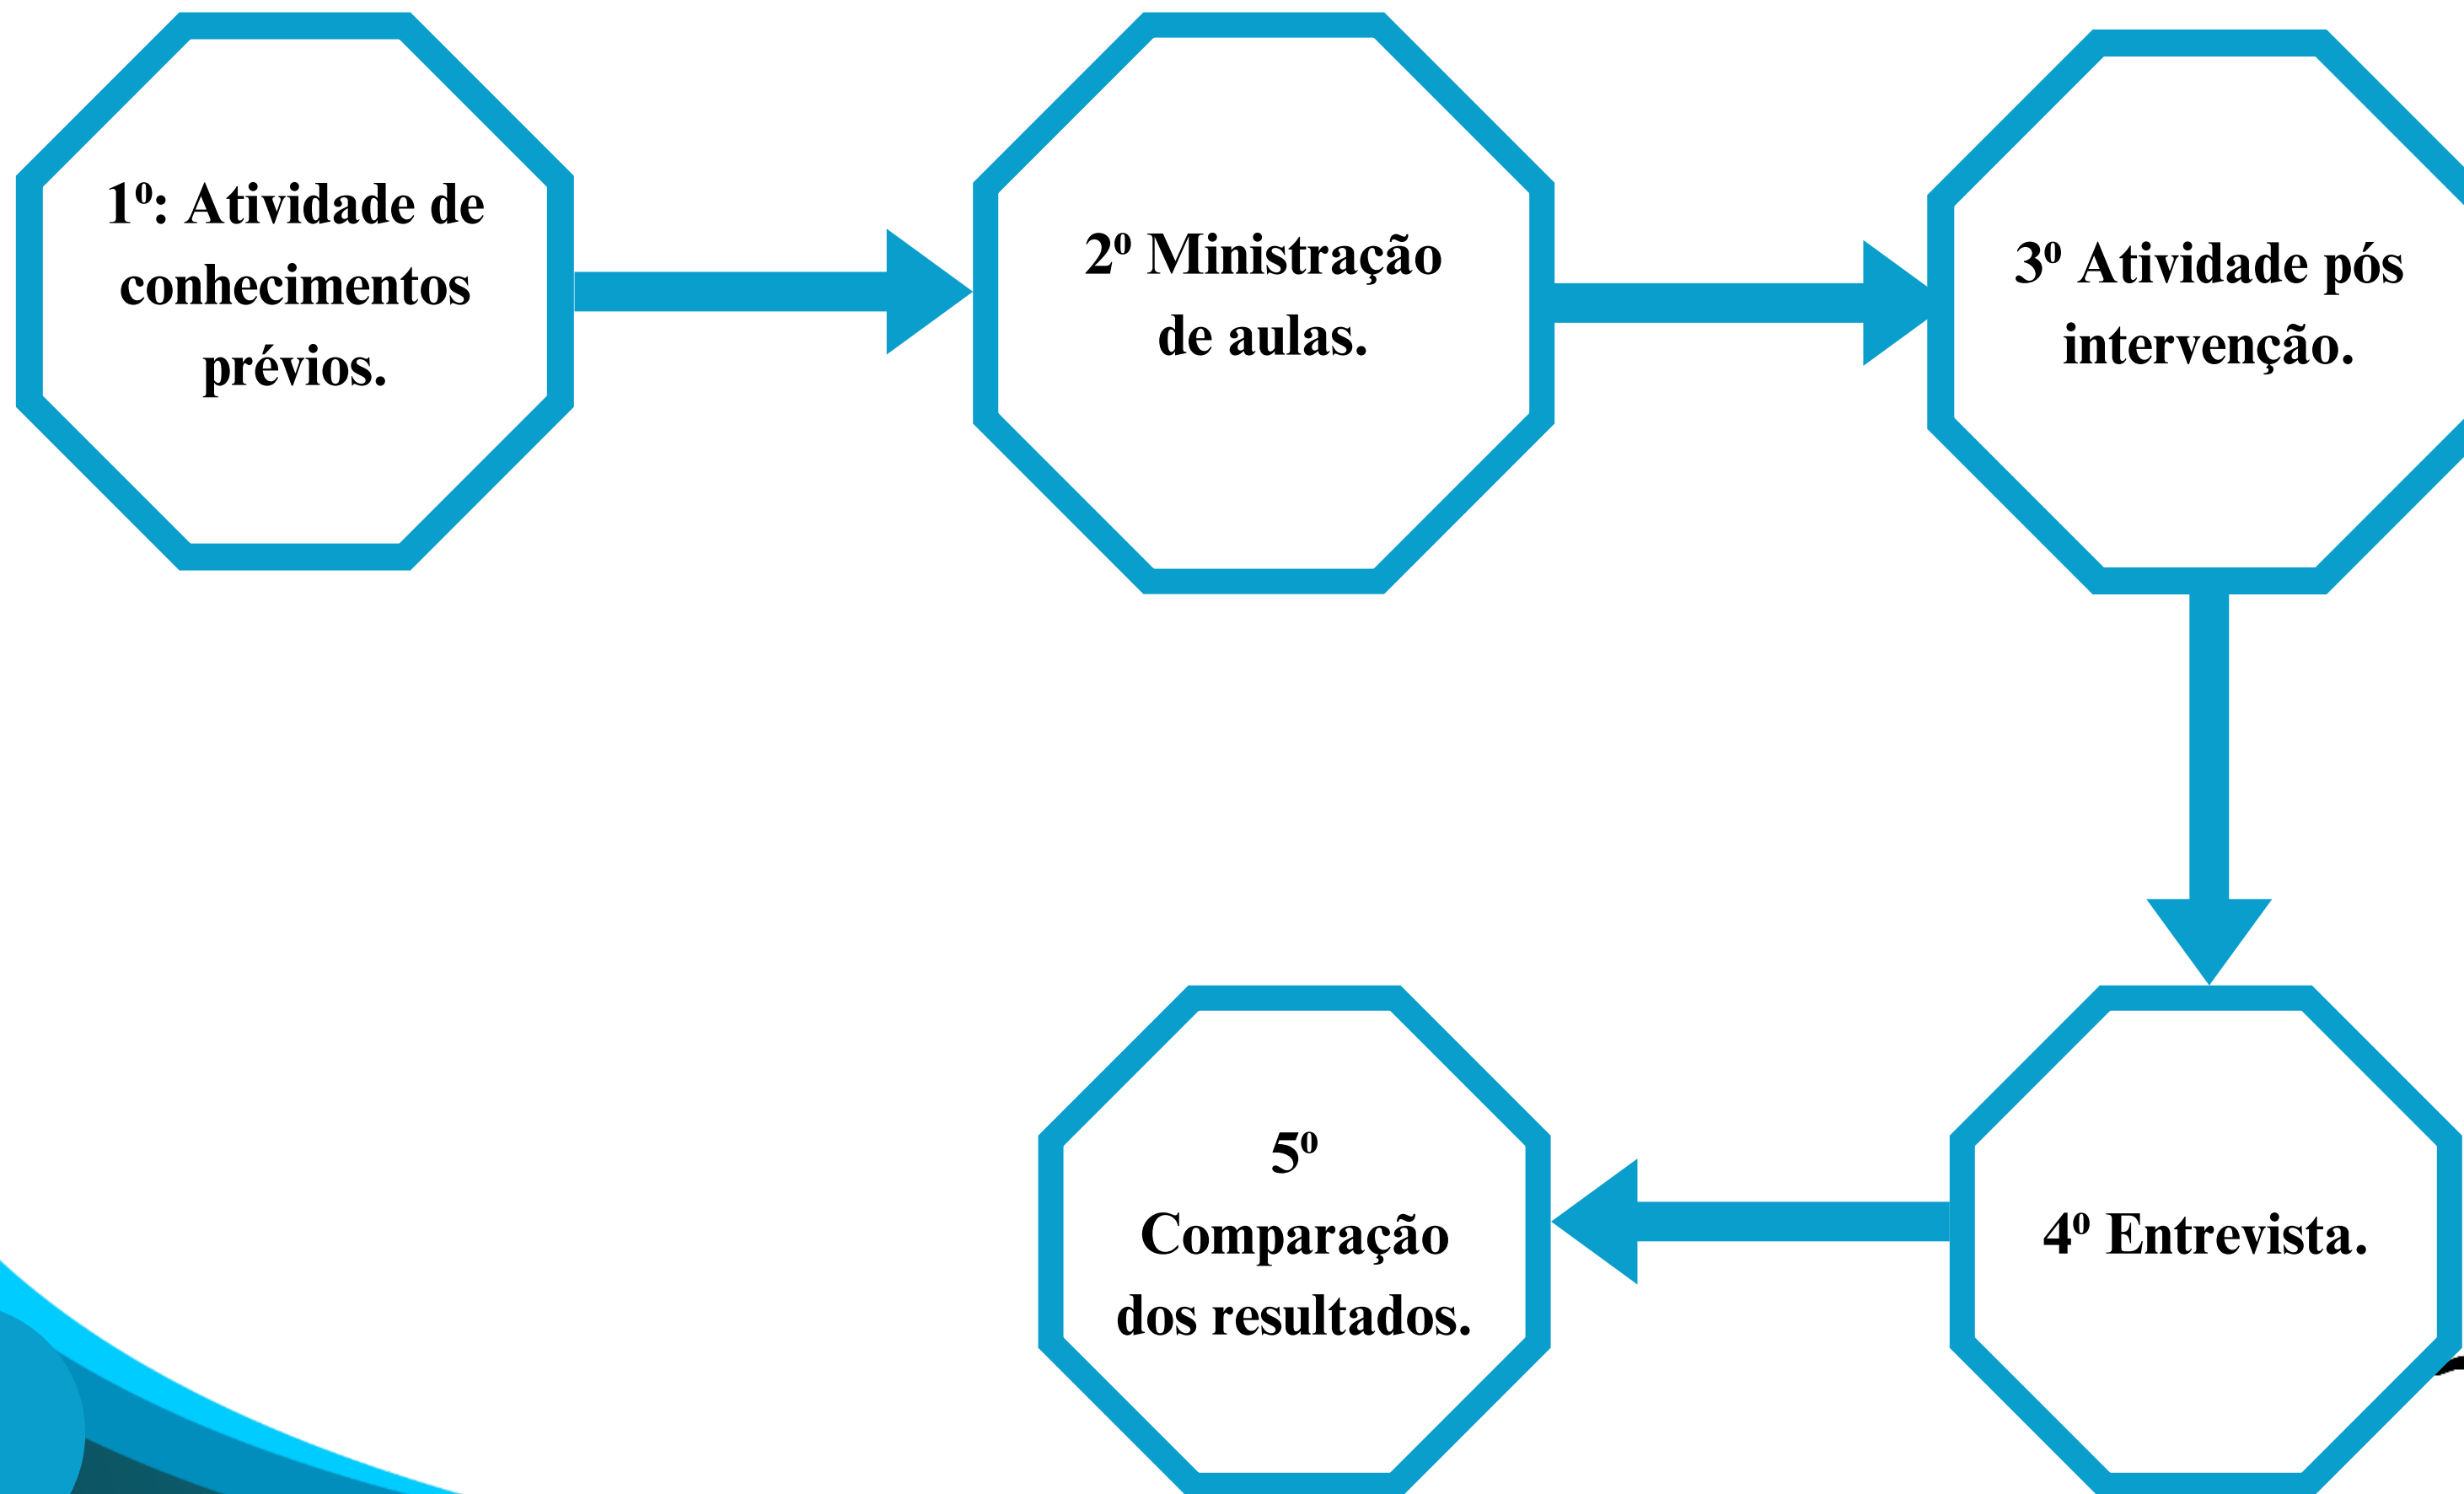 1º: Atividade de
conhecimentos
prévios.
2º Ministração
de aulas.
3º Atividade pós
intervenção.
4º Entrevista.
5º
Comparação
dos resultados.